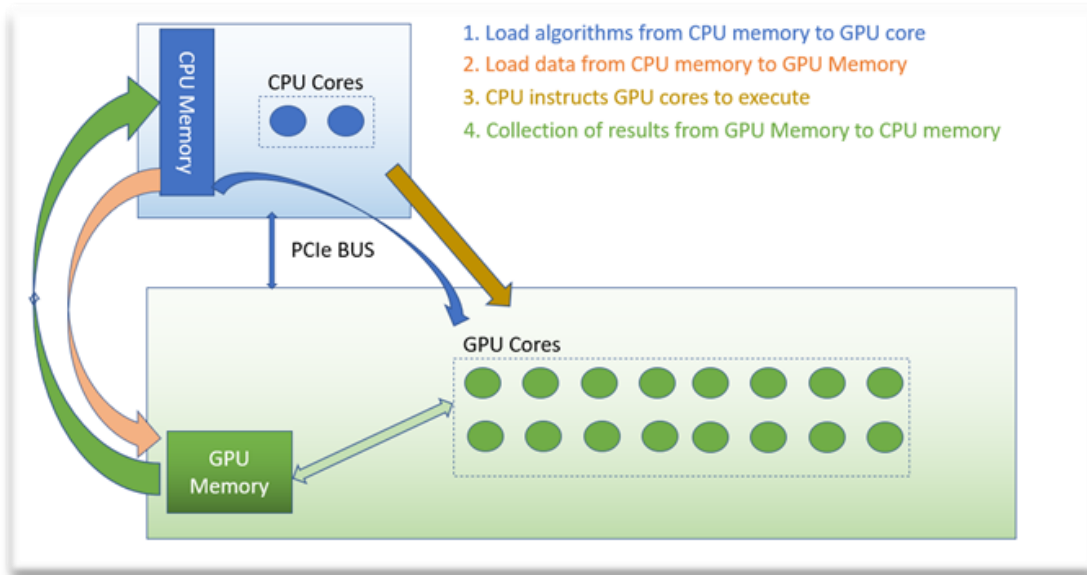 1. Load algorithms from CPU memory to GPU core
2. Load data from CPU memory to GPU Memory
3. CPU instructs GPU cores to execute
4. Collection of results from GPU Memory to CPU memory
CPU Memory
CPU Cores
PCIe BUS
GPU Cores
GPU
Memory